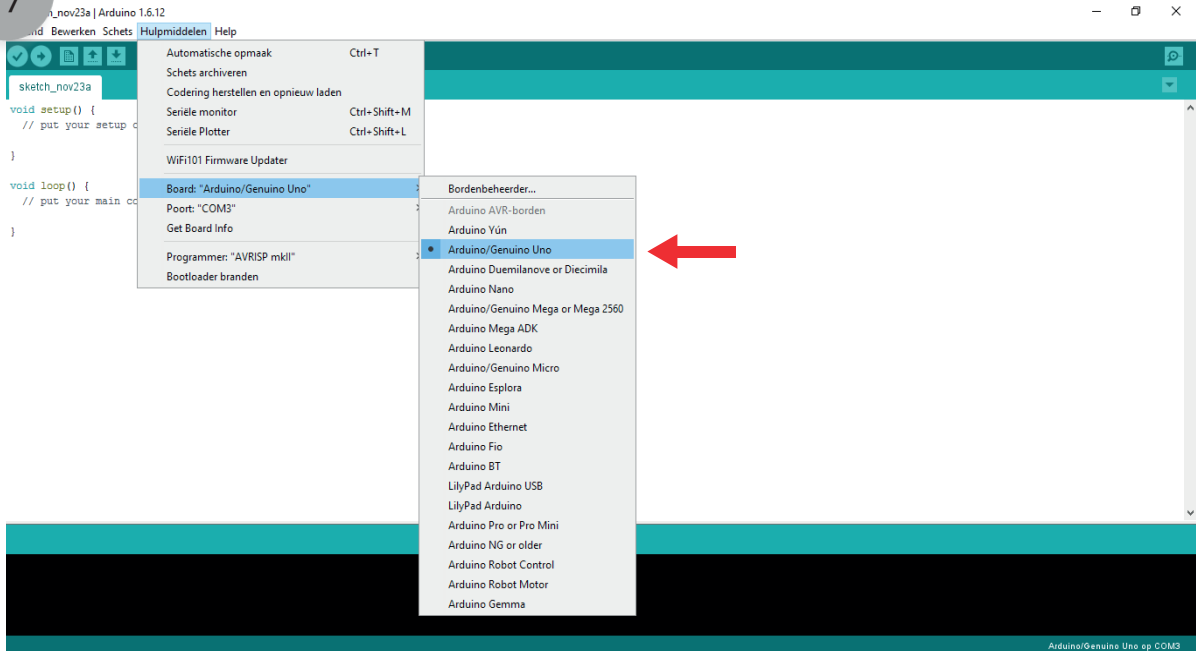 7
h_nov23a | Arduino 1.6.12
nd Bewerken Schets Hulpmiddelen Help
Automatische opmaak Ctrl+T
Schets archiveren
Codering herstellen en opnieuw laden
Seriële monitor Ctrl+Shift+M
Seriële Plotter Ctrl+Shift+L
WiFi101 Firmware Updater
Board: "Arduino/Genuino Uno"
Poort: "COM3"
Get Board Info
Programmer: "AVRISP mkII"
Bootloader branden
sketch_nov23a
void setup() {
// put your setup c
}
void loop() {
// put your main co
}
Bordenbeheerder...
Arduino AVR-borden
Arduino Yún
Arduino/Genuino Uno
Arduino Duemilanove or Diecimila
Arduino Nano
Arduino/Genuino Mega or Mega 2560
Arduino Mega ADK
Arduino Leonardo
Arduino/Genuino Micro
Arduino Esplora
Arduino Mini
Arduino Ethernet
Arduino Fio
Arduino BT
LilyPad Arduino USB
LilyPad Arduino
Arduino Pro or Pro Mini
Arduino NG or older
Arduino Robot Control
Arduino Robot Motor
Arduino Gemma
Arduino/Genuino Uno op COM3